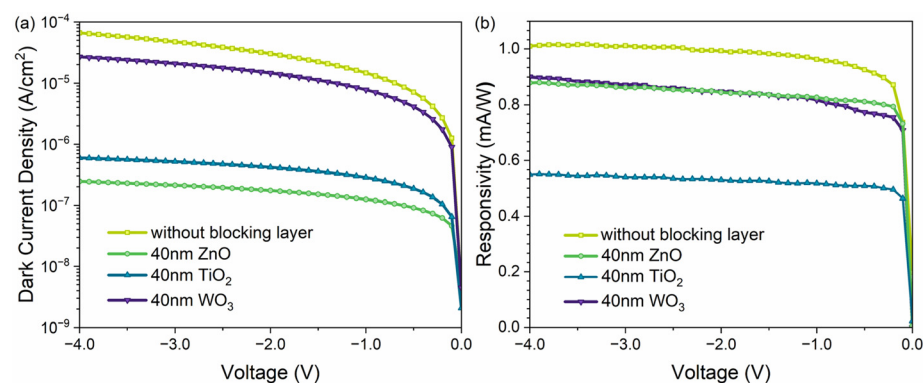 (a)
Dark Current Density (A/cm²)
10⁻⁴
10⁻⁵
10⁻⁶
10⁻⁷
10⁻⁸
10⁻⁹
without blocking layer
40nm ZnO
40nm TiO₂
40nm WO₃
−4.0 −3.0 −2.0 −1.0 0.0
Voltage (V)
(b)
Responsivity (mA/W)
1.0
0.8
0.6
0.4
0.2
0.0
without blocking layer
40nm ZnO
40nm TiO₂
40nm WO₃
−4.0 −3.0 −2.0 −1.0 0.0
Voltage (V)